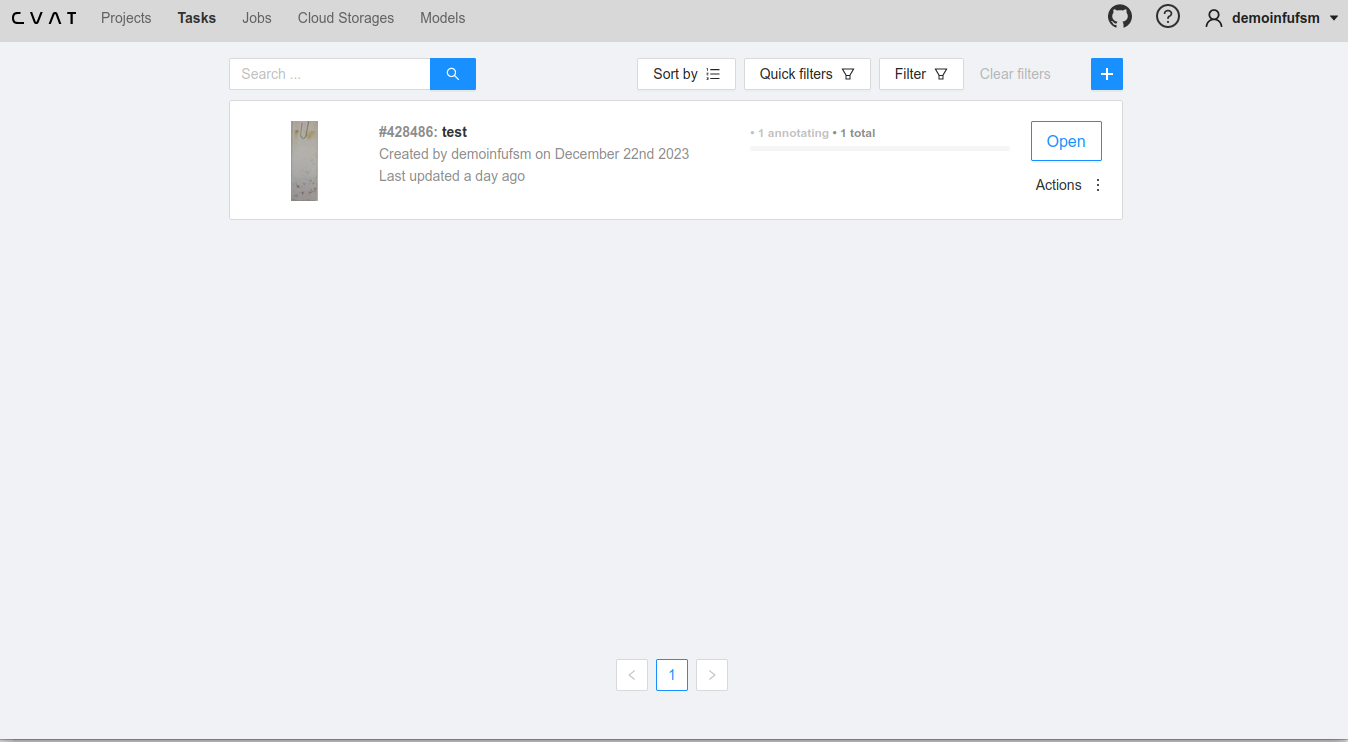 CVAT Projects Tasks Jobs Cloud Storages Models demoinfufsm
Search ... Sort by Quick filters Filter Clear filters
#428486: test
Created by demoinfufsm on December 22nd 2023
Last updated a day ago
• 1 annotating • 1 total
Open
Actions
1